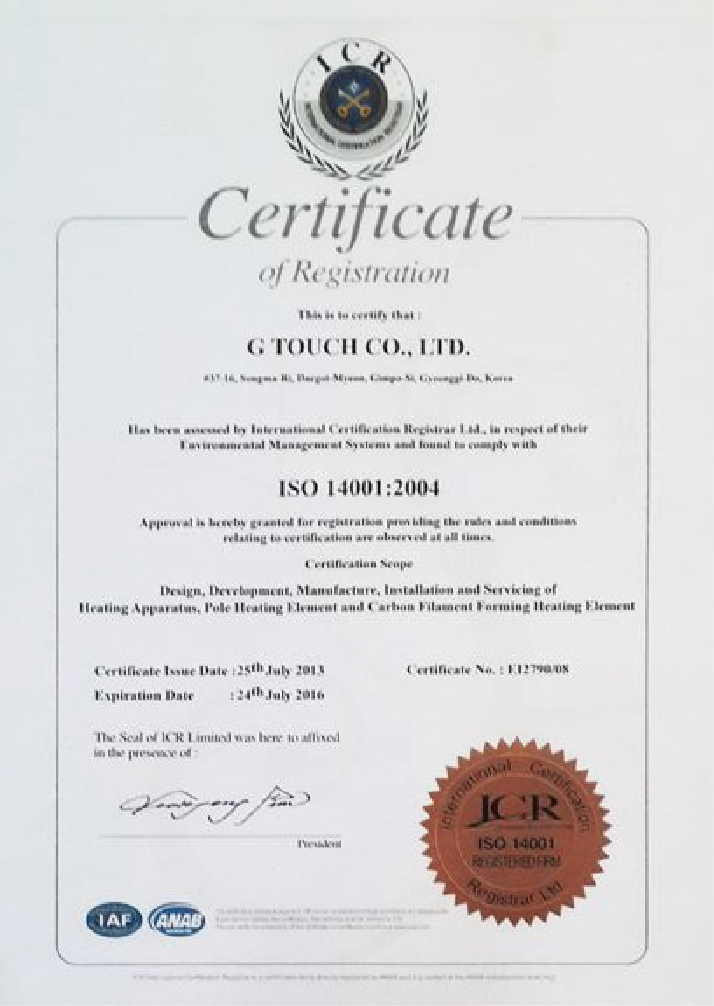 ICR
INTERNATIONAL CERTIFICATION REGISTRAR
Certificate
of Registration
This is to certify that :
G TOUCH CO., LTD.
#37-16, Songma-Ri, Daegot-Myeon, Gimpo-Si, Gyeonggi-Do, Korea
Has been assessed by International Certification Registrar Ltd., in respect of their
Environmental Management Systems and found to comply with
ISO 14001:2004
Approval is hereby granted for registration providing the rules and conditions
relating to certification are observed at all times.
Certification Scope
Design, Development, Manufacture, Installation and Servicing of
Heating Apparatus, Pole Heating Element and Carbon Filament Forming Heating Element
Certificate Issue Date :25th July 2013
Certificate No. : E12790/08
Expiration Date : 24th July 2016
The Seal of ICR Limited was here to affixed
in the presence of :
President
International Certification
ICR
ISO 14001
REGISTERED FIRM
Registrar Ltd
IAF
ANAB